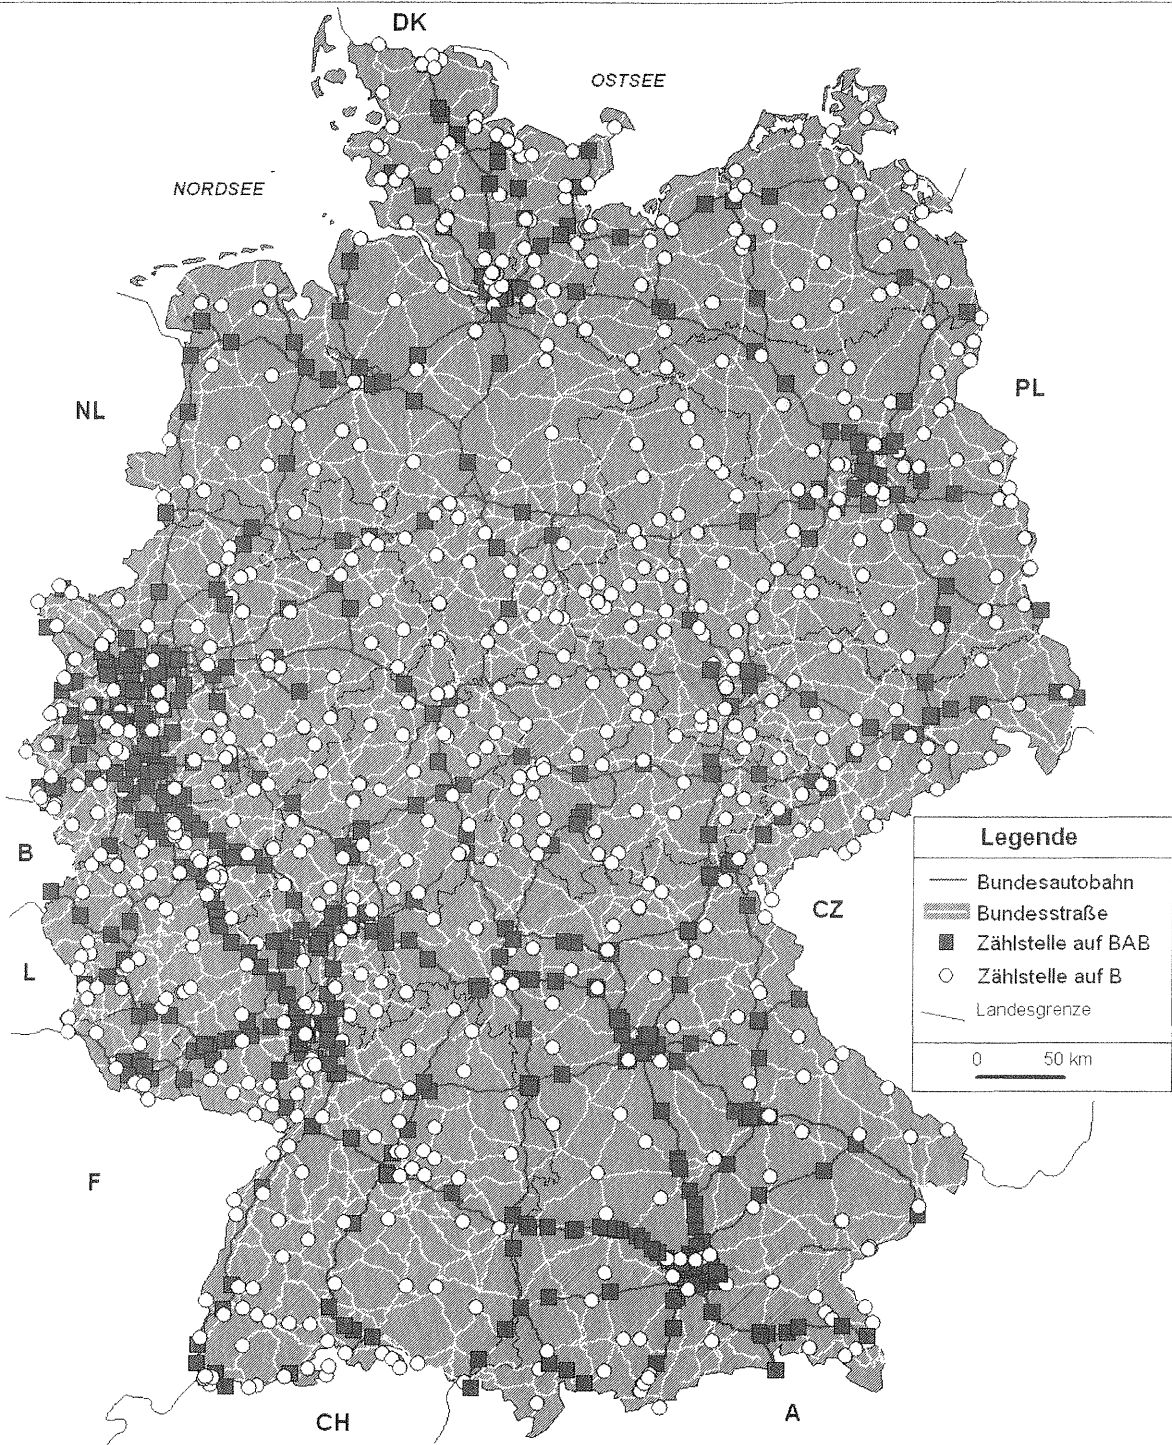 DK
OSTSEE
NORDSEE
NL
PL
B
Legende
Bundesautobahn
Bundesstraße
Zählstelle auf BAB
Zählstelle auf B
Landesgrenze
0 50 km
CZ
L
F
A
CH